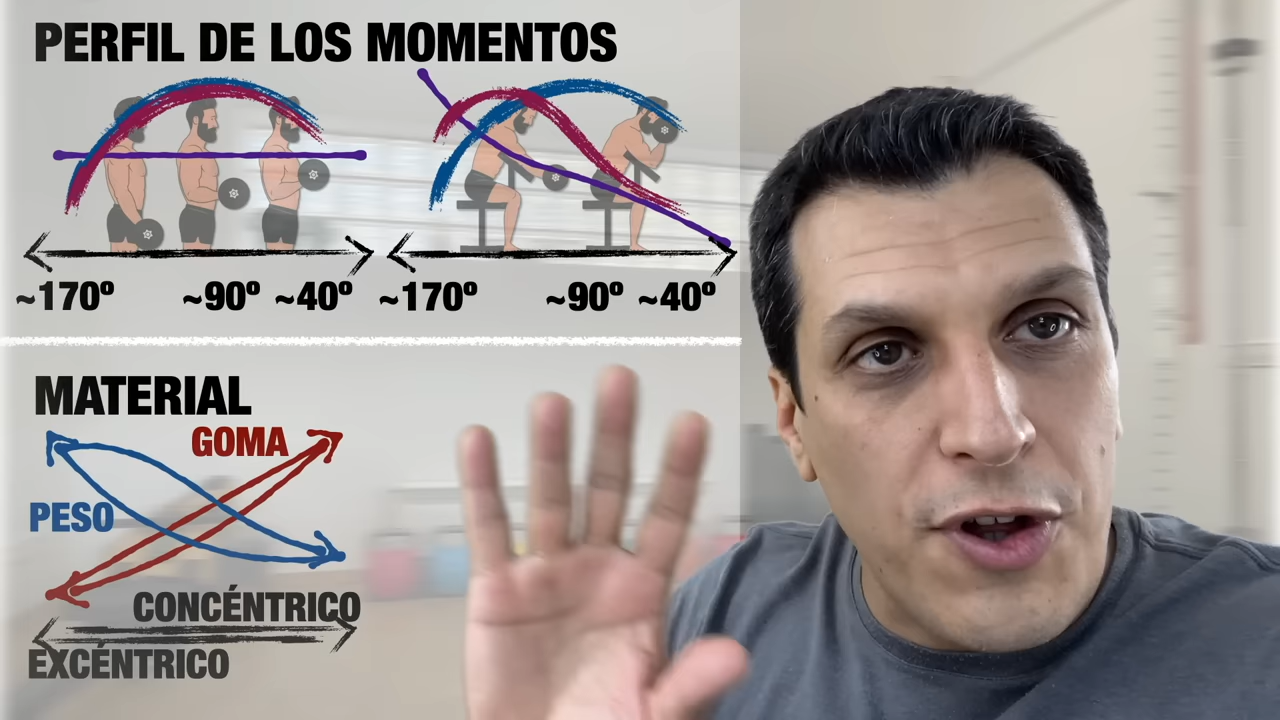 PERFIL DE LOS MOMENTOS
~170º ~90º ~40º ~170º ~90º ~40º
MATERIAL
GOMA
PESO
CONCÉNTRICO
EXCÉNTRICO